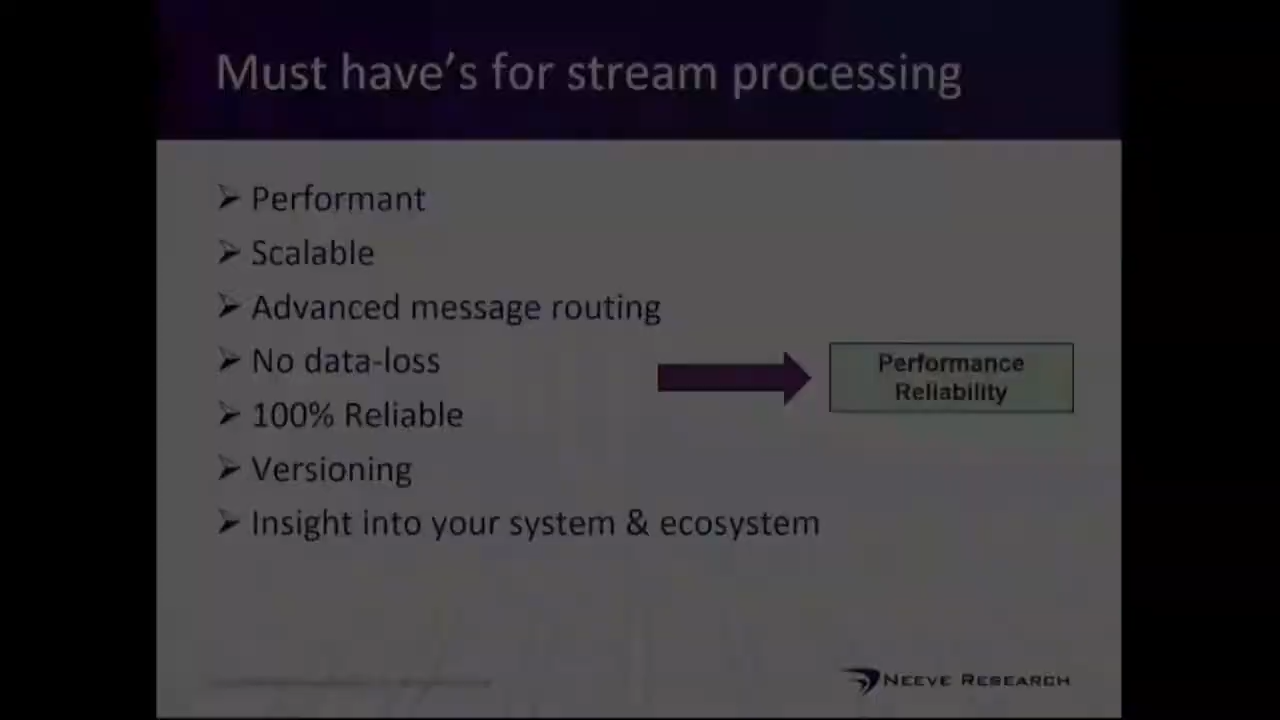 Must have's for stream processing
Performant
Scalable
Advanced message routing
No data-loss
100% Reliable
Versioning
Insight into your system & ecosystem
Performance
Reliability
NEEVE RESEARCH